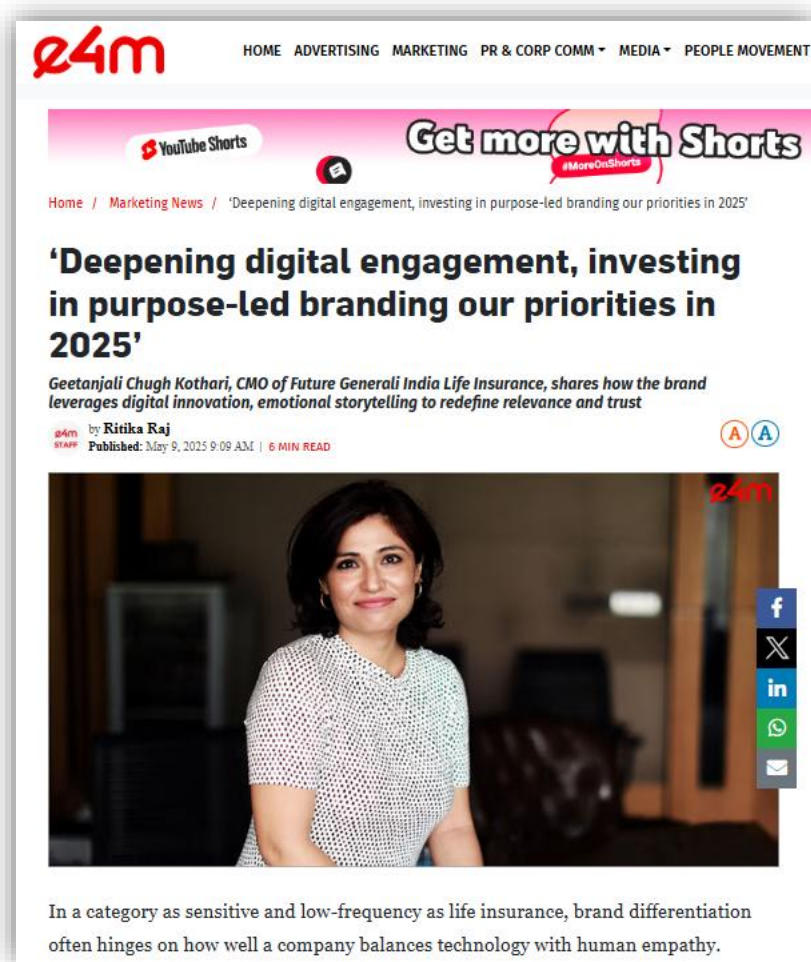 e4m
HOME ADVERTISING MARKETING PR & CORP COMM MEDIA PEOPLE MOVEMENT
YouTube Shorts
Get more with Shorts
#MoreOnShorts
Home / Marketing News / ‘Deepening digital engagement, investing in purpose-led branding our priorities in 2025’
‘Deepening digital engagement, investing
in purpose-led branding our priorities in
2025’
Geetanjali Chugh Kothari, CMO of Future Generali India Life Insurance, shares how the brand
leverages digital innovation, emotional storytelling to redefine relevance and trust
e4m
STAFF
by Ritika Raj
Published: May 9, 2025 9:09 AM | 6 MIN READ
A A
e4m
f
X
in
In a category as sensitive and low-frequency as life insurance, brand differentiation
often hinges on how well a company balances technology with human empathy.